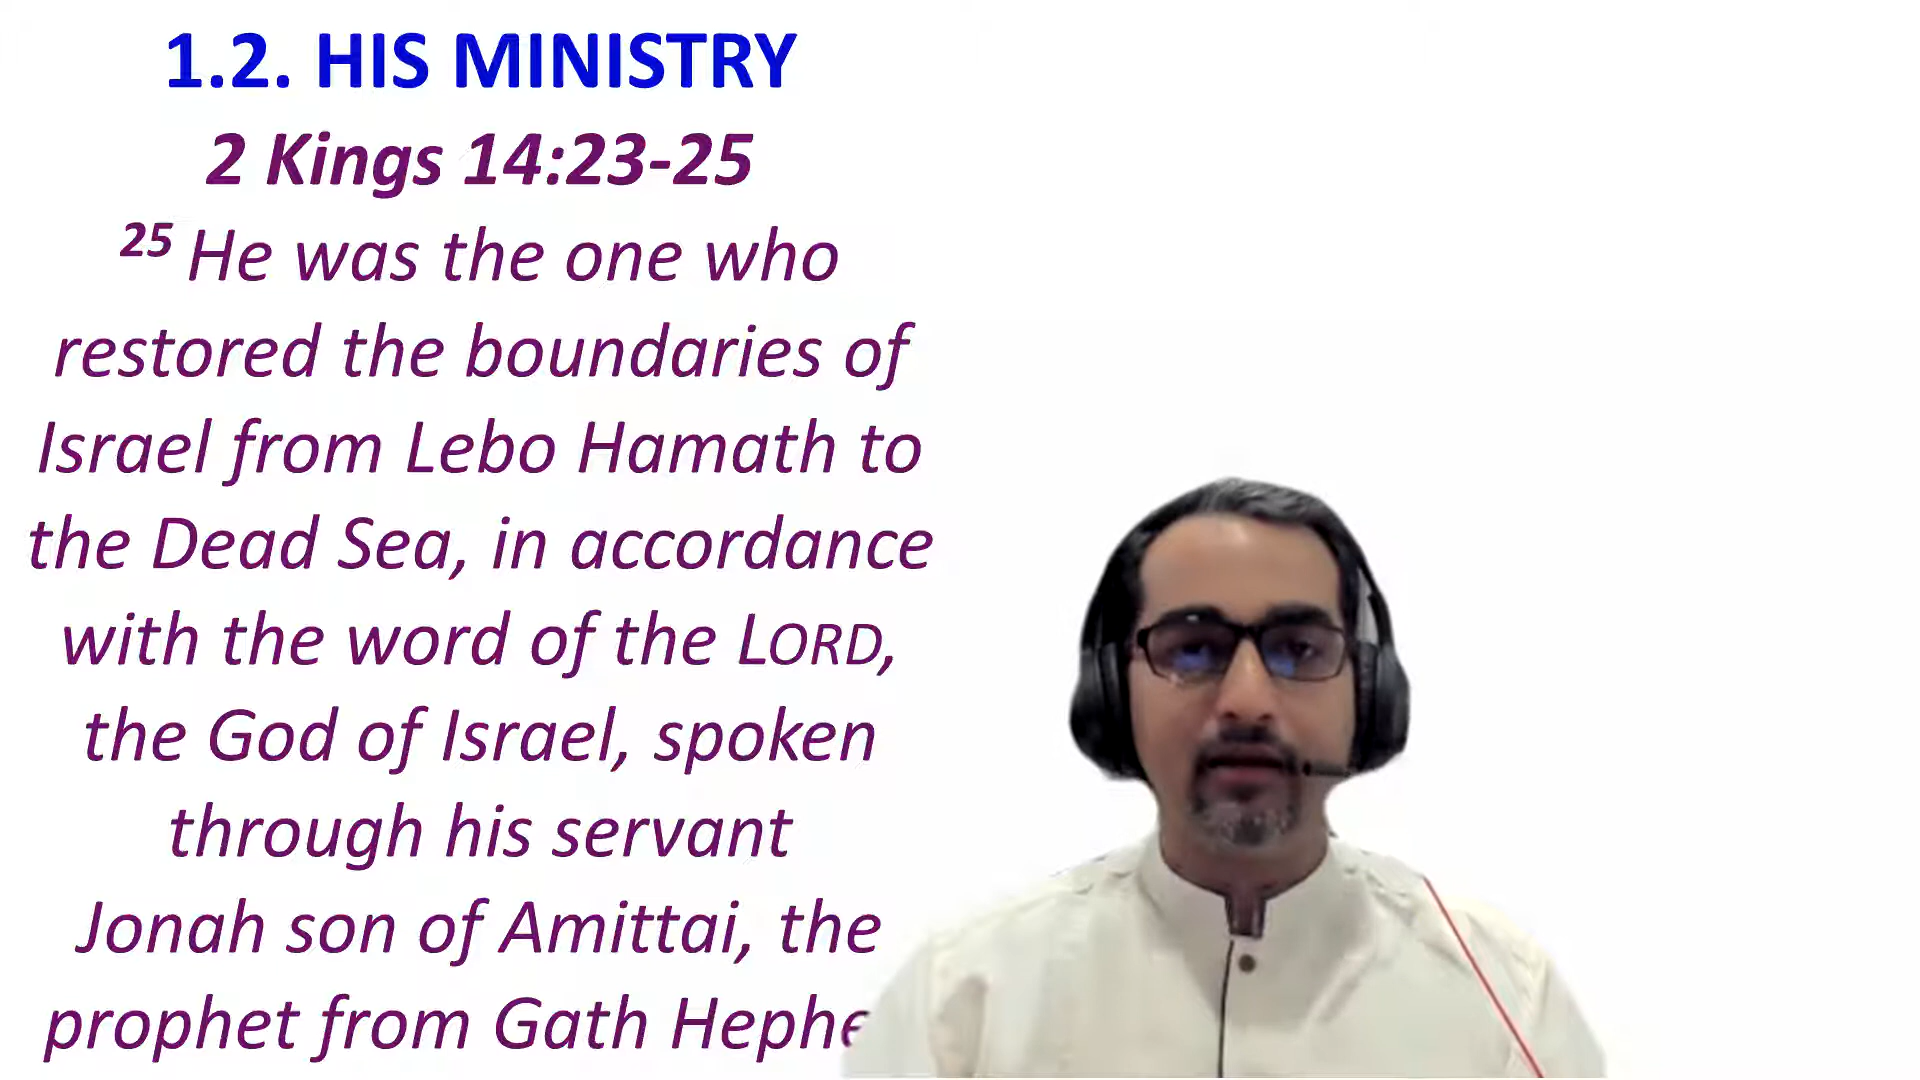 1.2. HIS MINISTRY
2 Kings 14:23-25
25 He was the one who
restored the boundaries of
Israel from Lebo Hamath to
the Dead Sea, in accordance
with the word of the LORD,
the God of Israel, spoken
through his servant
Jonah son of Amittai, the
prophet from Gath